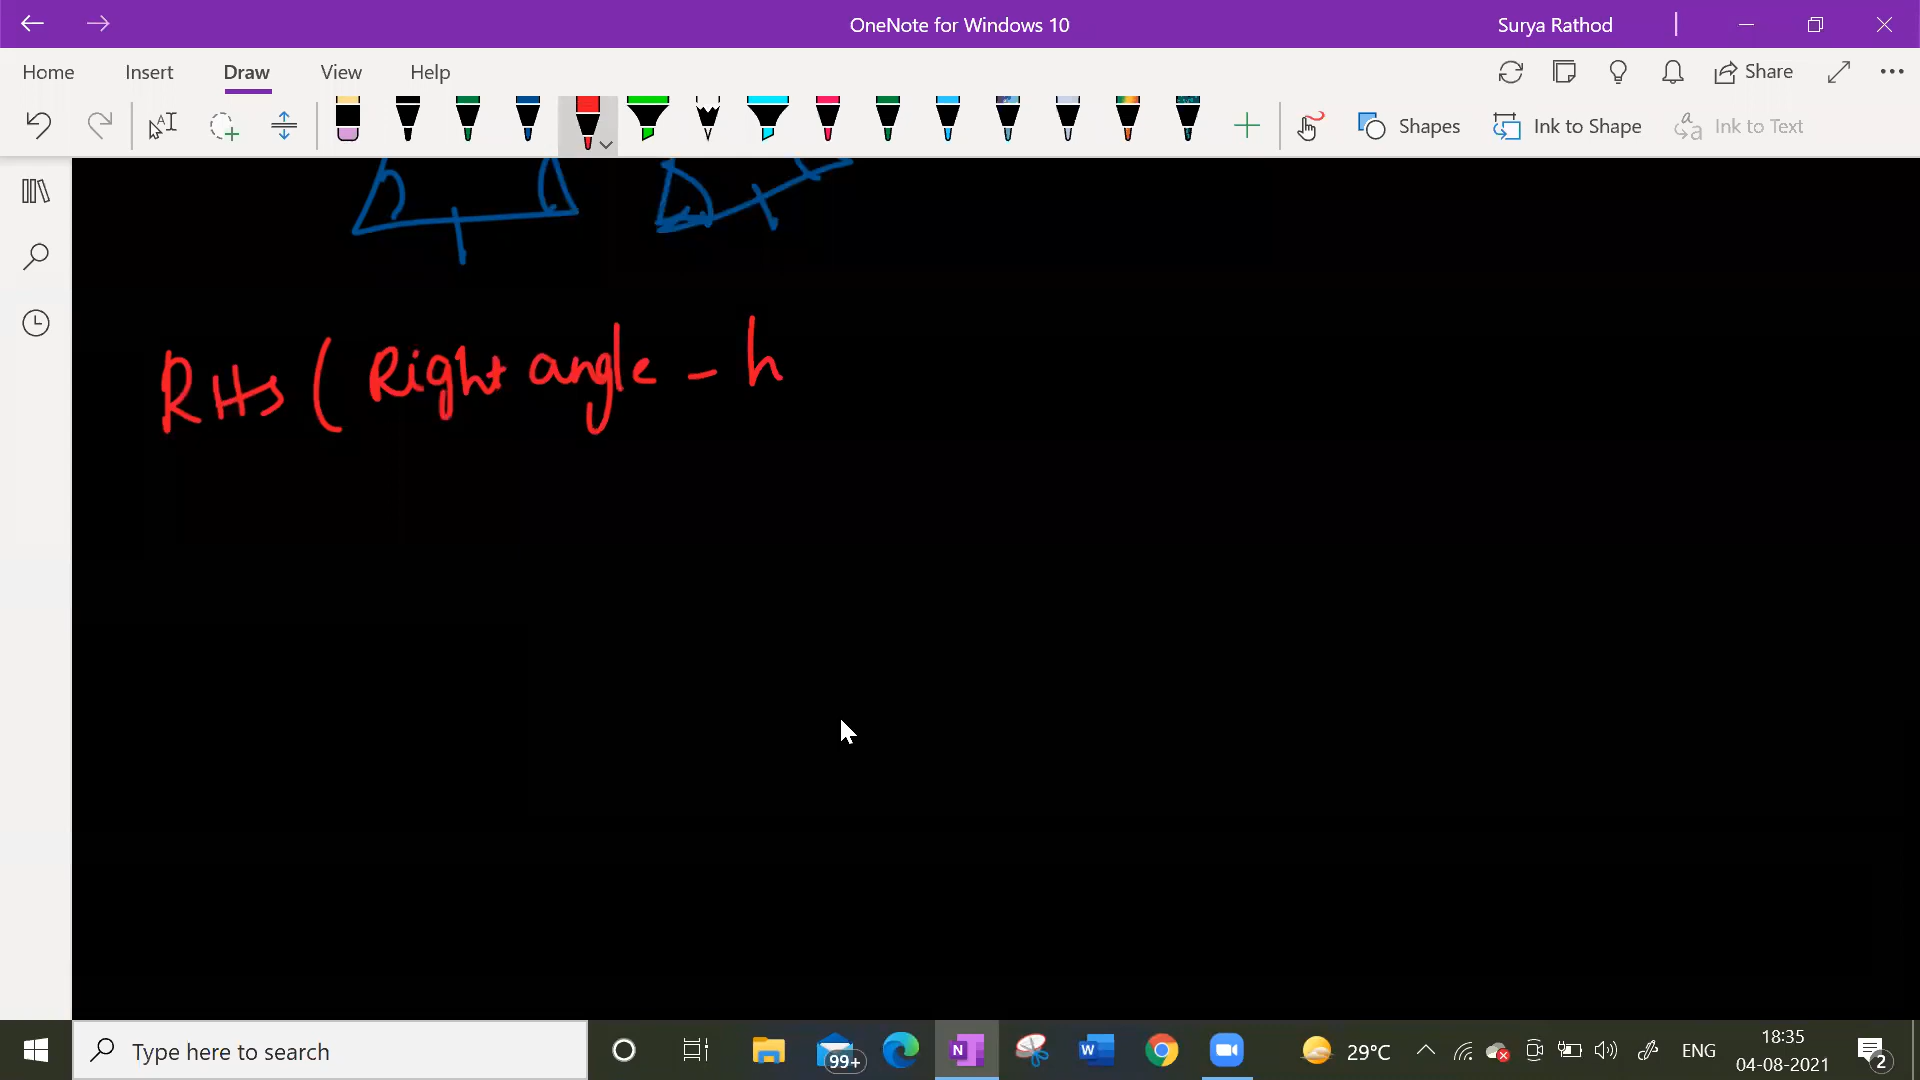 OneNote for Windows 10
Surya Rathod
Home Insert Draw View Help
Share
Shapes Ink to Shape Ink to Text
RHs ( Right angle - h
Type here to search
99+
N
W
29°C
ENG
18:35
04-08-2021
2